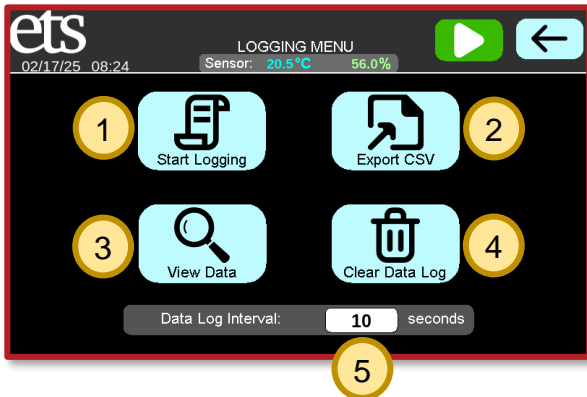 ets
LOGGING MENU
02/17/25 08:24
Sensor: 20.5°C 56.0%
1
Start Logging
Export CSV
2
3
View Data
Clear Data Log
4
Data Log Interval: 10 seconds
5